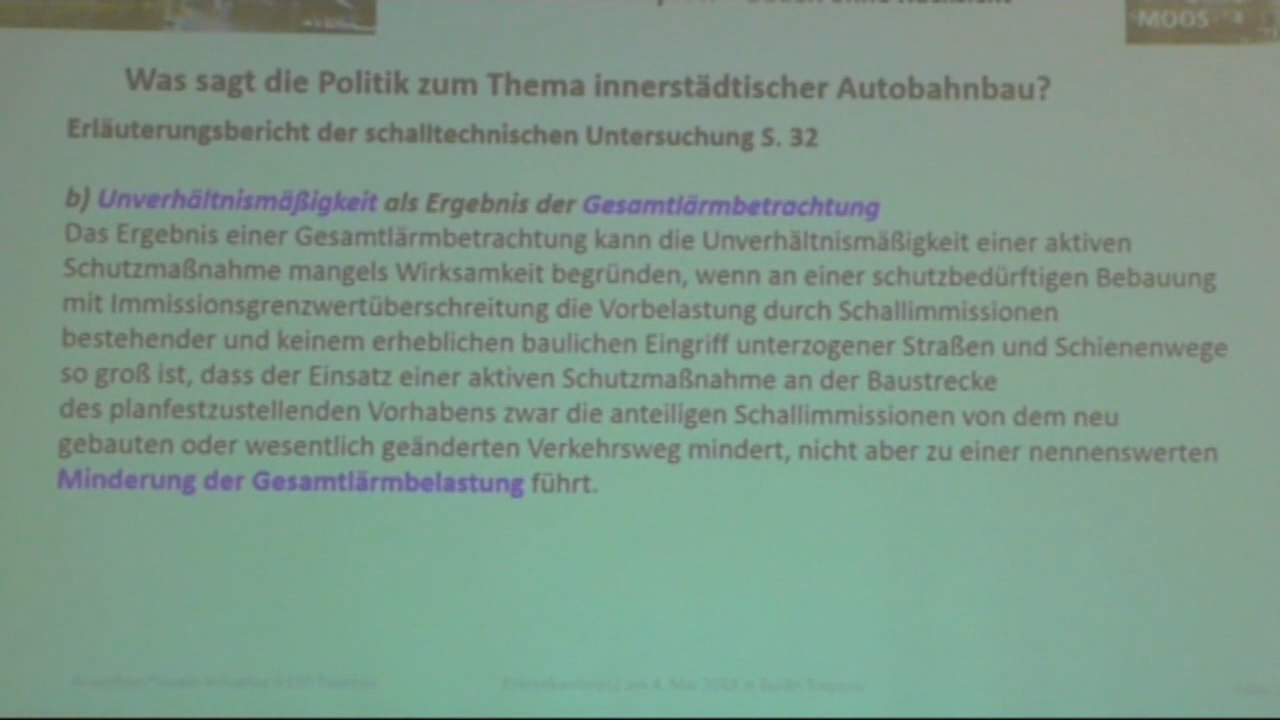 MOOS
Was sagt die Politik zum Thema innerstädtischer Autobahnbau?
Erläuterungsbericht der schalltechnischen Untersuchung S. 32
b) Unverhältnismäßigkeit als Ergebnis der Gesamtlärmbetrachtung
Das Ergebnis einer Gesamtlärmbetrachtung kann die Unverhältnismäßigkeit einer aktiven
Schutzmaßnahme mangels Wirksamkeit begründen, wenn an einer schutzbedürftigen Bebauung
mit Immissionsgrenzwertüberschreitung die Vorbelastung durch Schallimmissionen
bestehender und keinem erheblichen baulichen Eingriff unterzogener Straßen und Schienenwege
so groß ist, dass der Einsatz einer aktiven Schutzmaßnahme an der Baustrecke
des planfestzustellenden Vorhabens zwar die anteiligen Schallimmissionen von dem neu
gebauten oder wesentlich geänderten Verkehrsweg mindert, nicht aber zu einer nennenswerten
Minderung der Gesamtlärmbelastung führt.